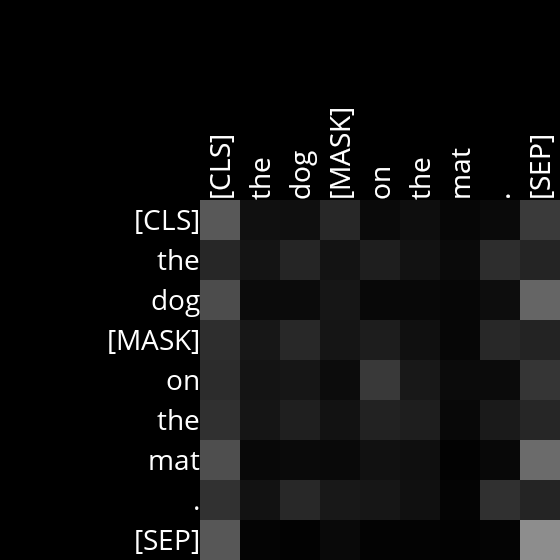 [CLS] the dog [MASK] on the mat . [SEP]
[CLS]
the
dog
[MASK]
on
the
mat
.
[SEP]